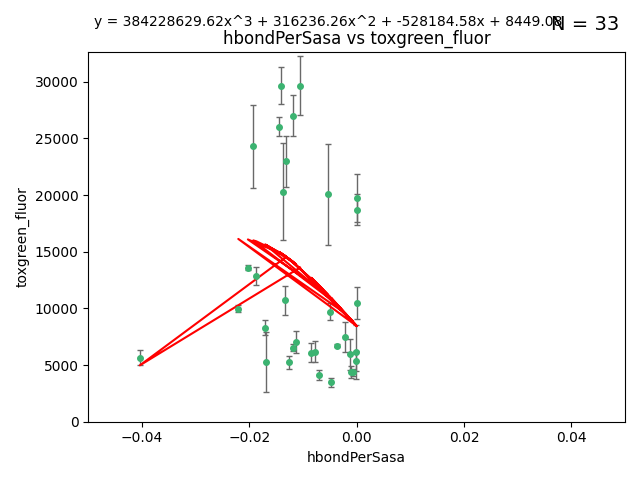 y = 384228629.62x^3 + 316236.26x^2 + -528184.58x + 8449.08
N = 33
hbondPerSasa vs toxgreen_fluor
30000
25000
20000
15000
10000
5000
0
toxgreen_fluor
−0.04
−0.02
0.00
0.02
0.04
hbondPerSasa